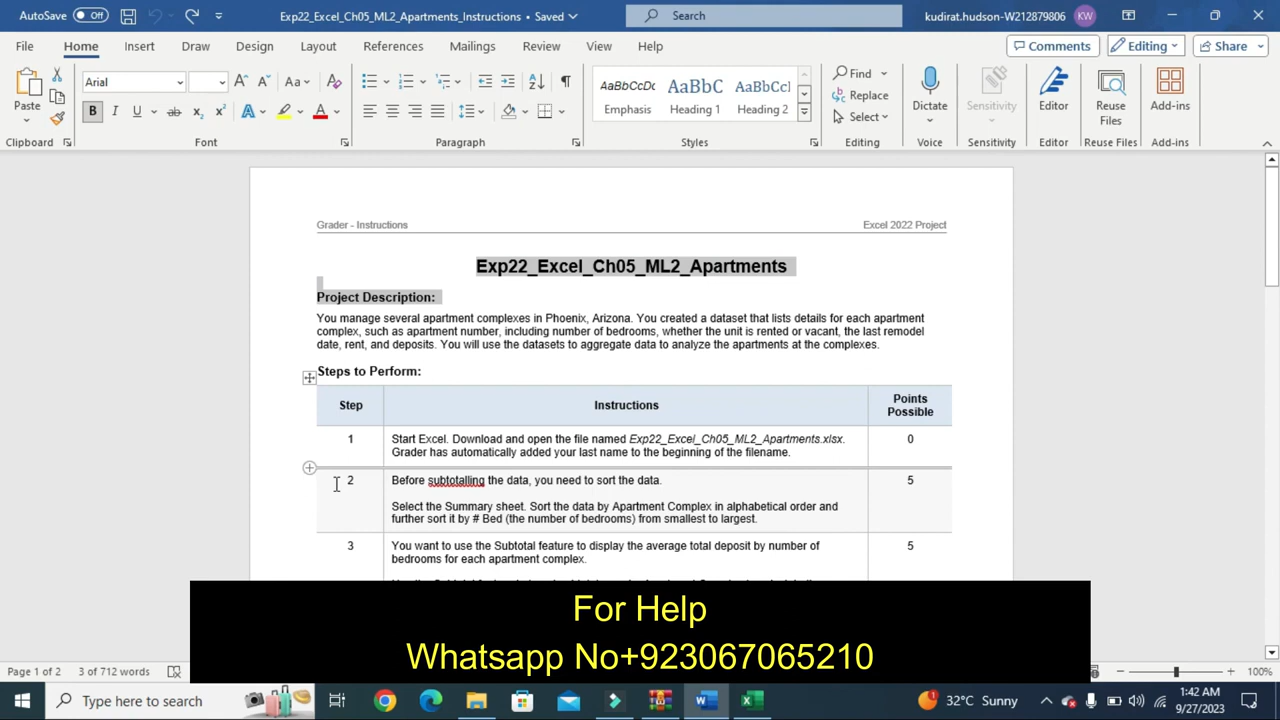 AutoSave Off Exp22_Excel_Ch05_ML2_Apartments_Instructions • Saved Search kudirat.hudson-W212879806 KW
File Home Insert Draw Design Layout References Mailings Review View Help Comments Editing Share
Paste Arial Aa AaBbCcDc AaBbC AaBbCcI Find Replace Select Dictate Sensitivity Editor Reuse Files Add-ins
B I U ab x₂ x² A A Emphasis Heading 1 Heading 2
Clipboard Font Paragraph Styles Editing Voice Sensitivity Editor Reuse Files Add-ins
Grader - Instructions Excel 2022 Project
Exp22_Excel_Ch05_ML2_Apartments
Project Description:
You manage several apartment complexes in Phoenix, Arizona. You created a dataset that lists details for each apartment
complex, such as apartment number, including number of bedrooms, whether the unit is rented or vacant, the last remodel
date, rent, and deposits. You will use the datasets to aggregate data to analyze the apartments at the complexes.
Steps to Perform:
Step Instructions Points Possible
1 Start Excel. Download and open the file named Exp22_Excel_Ch05_ML2_Apartments.xlsx. 0
Grader has automatically added your last name to the beginning of the filename.
2 Before subtotalling the data, you need to sort the data. 5
Select the Summary sheet. Sort the data by Apartment Complex in alphabetical order and
further sort it by # Bed (the number of bedrooms) from smallest to largest.
3 You want to use the Subtotal feature to display the average total deposit by number of 5
bedrooms for each apartment complex.
For Help
Whatsapp No+923067065210
Page 1 of 2 3 of 712 words 100%
Type here to search 32°C Sunny 1:42 AM
9/27/2023